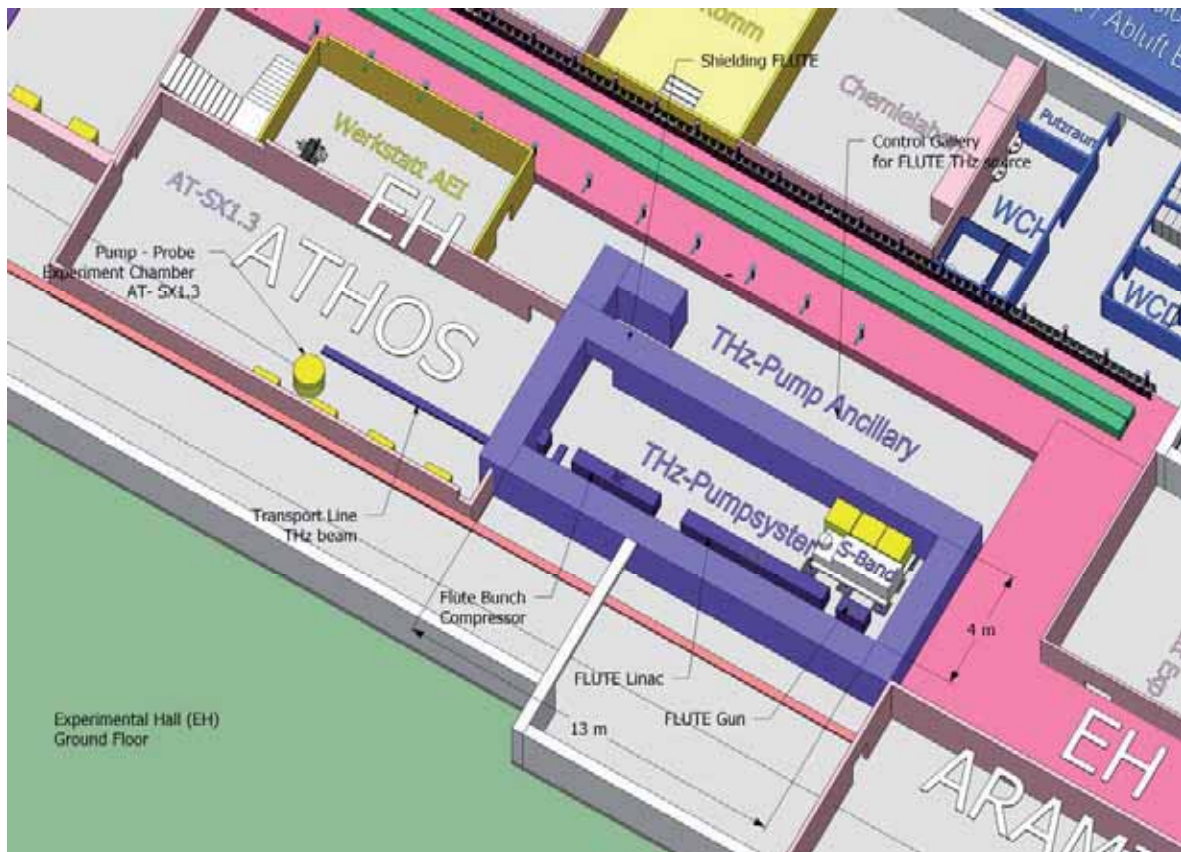 Komm
/ Abluft
Shielding FLUTE
Chemielab
Putzraum
Control Gallery
for FLUTE THz source
Werkstatt AEI
EH
WCH
AT-SX1.3
ATHOS
Pump - Probe
Experiment Chamber
AT- SX1.3
WCD
THz-Pump Ancillary
THz-Pumpsystem
S-Band
Transport Line
THz beam
Flute Bunch
Compressor
4 m
FLUTE Linac
FLUTE Gun
Experimental Hall (EH)
Ground Floor
13 m
EH
ARAM